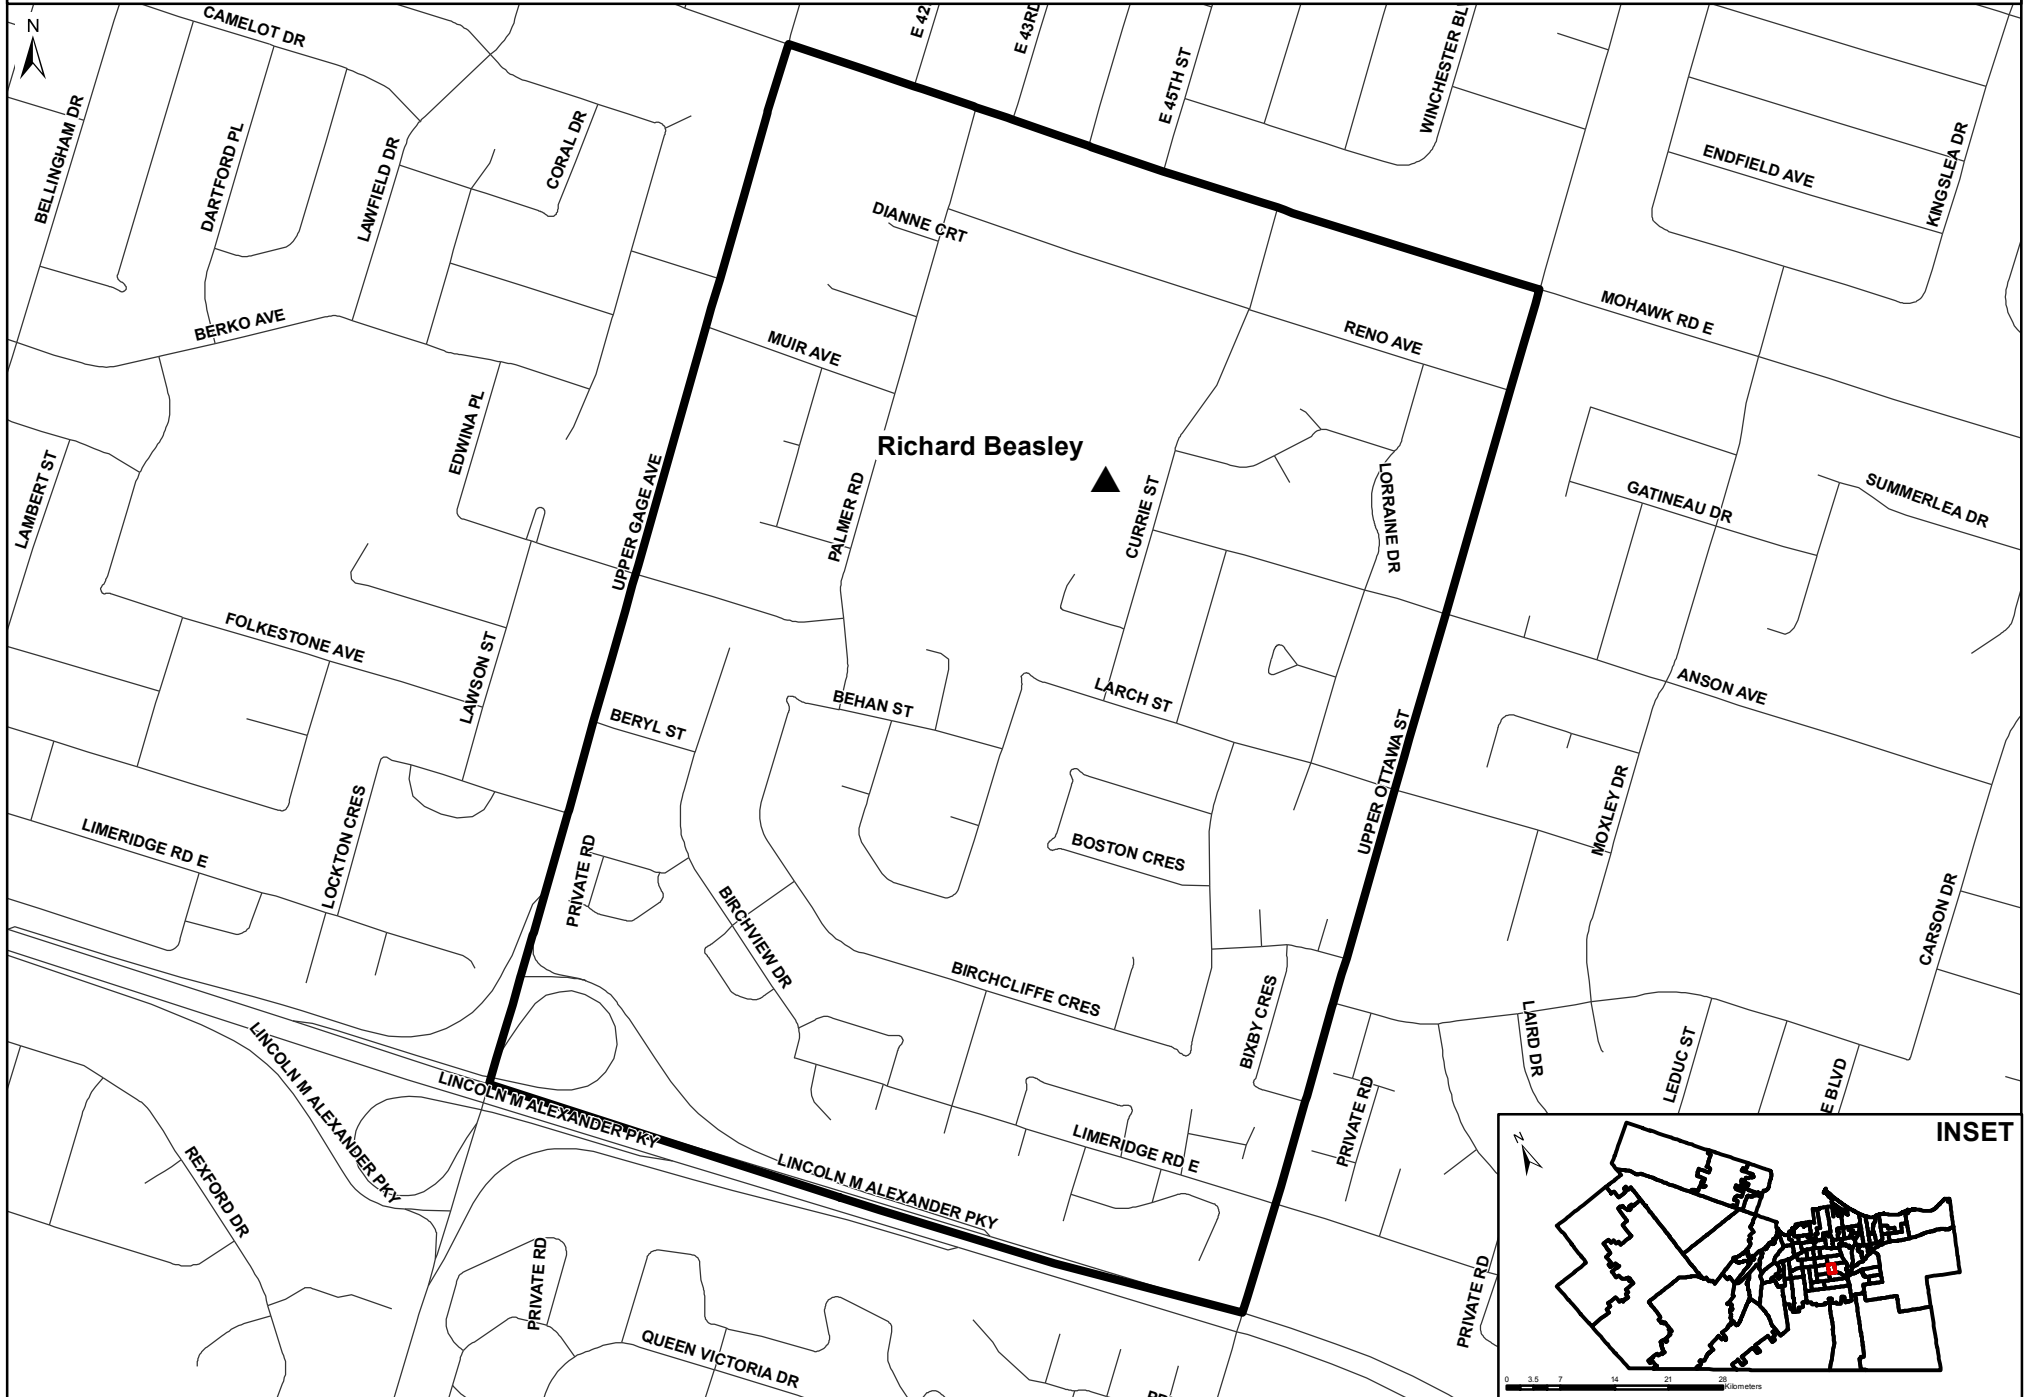 N
CAMELOT DR
E 42
E 43RD
E 45TH ST
WINCHESTER BL
BELLINGHAM DR
DARTFORD PL
LAWFIELD DR
CORAL DR
ENDFIELD AVE
KINGSLEA DR
DIANNE CRT
BERKO AVE
MUIR AVE
RENO AVE
MOHAWK RD E
EDWINA PL
LAMBERT ST
UPPER GAGE AVE
PALMER RD
Richard Beasley
CURRIE ST
LORRAINE DR
GATINEAU DR
SUMMERLEA DR
FOLKESTONE AVE
LAWSON ST
BERYL ST
BEHAN ST
LARCH ST
UPPER OTTAWA ST
ANSON AVE
LIMERIDGE RD E
LOCKTON CRES
PRIVATE RD
BIRCHVIEW DR
BOSTON CRES
MOXLEY DR
CARSON DR
BIRCHCLIFFE CRES
BIXBY CRES
LAIRD DR
LEDUC ST
E BLVD
LINCOLN M ALEXANDER PKY
LINCOLN M ALEXANDER PKY
LINCOLN M ALEXANDER PKY
LIMERIDGE RD E
PRIVATE RD
REXFORD DR
PRIVATE RD
QUEEN VICTORIA DR
PRIVATE RD
INSET
N
0 3.5 7 14 21 28
Kilometers